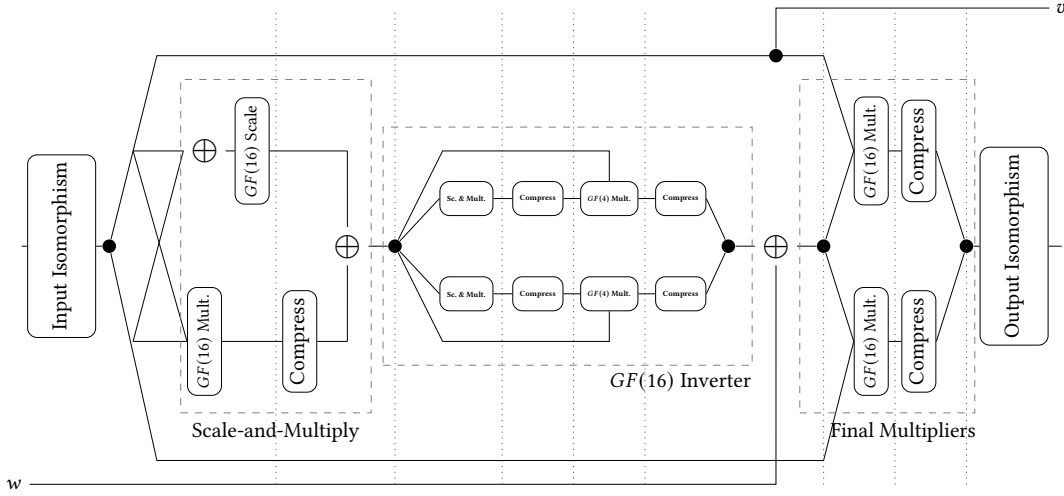 v
Input Isomorphism
GF(16) Scale
GF(16) Mult.
Compress
Scale-and-Multiply
Sc. & Mult.
Compress
GF(4) Mult.
Compress
Sc. & Mult.
Compress
GF(4) Mult.
Compress
GF(16) Inverter
GF(16) Mult.
Compress
GF(16) Mult.
Compress
Final Multipliers
Output Isomorphism
w